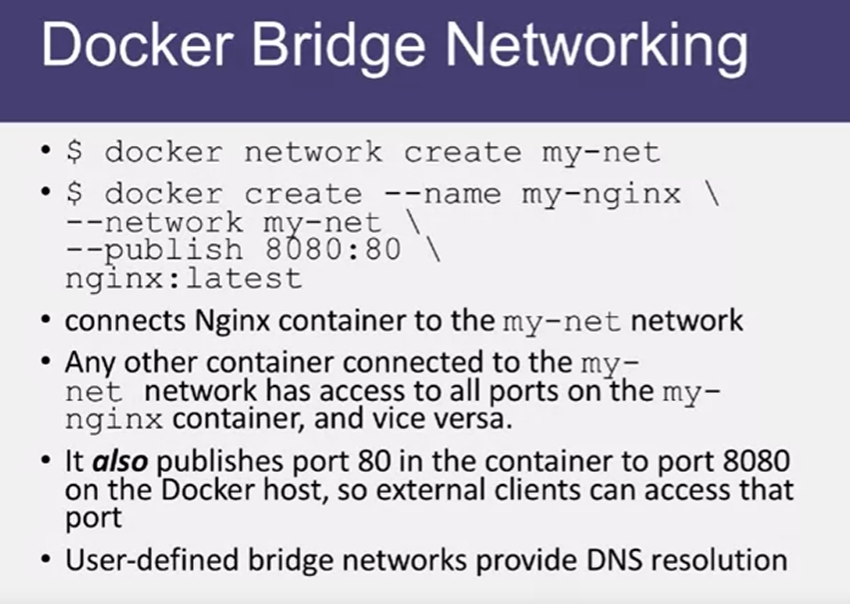 Docker Bridge Networking
• $ docker network create my-net
• $ docker create --name my-nginx \
--network my-net \
--publish 8080:80 \
nginx:latest
• connects Nginx container to the my-net network
• Any other container connected to the my-
net network has access to all ports on the my-
nginx container, and vice versa.
• It also publishes port 80 in the container to port 8080
on the Docker host, so external clients can access that
port
• User-defined bridge networks provide DNS resolution